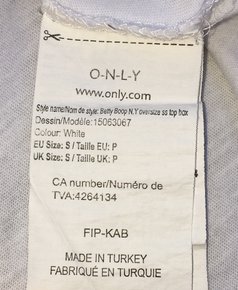 O-N-L-Y
www.only.com
Style name/Nom de style: Betty Boop N.Y oversize ss top box
Dessin/Modèle:15063067
Colour: White
EU Size: S / Taille EU: P
UK Size: S / Taille UK: P
CA number/Numéro de
TVA:4264134
FIP-KAB
MADE IN TURKEY
FABRIQUÉ EN TURQUIE